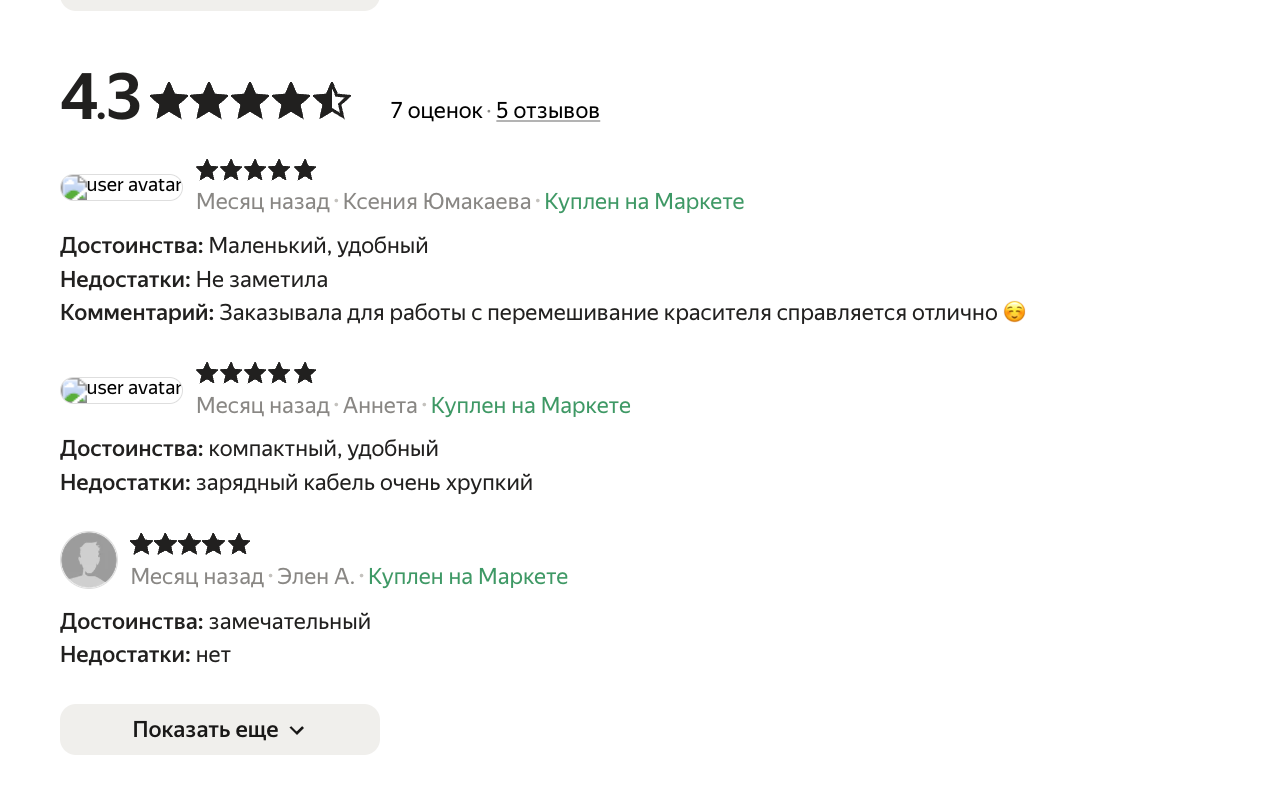 4.3 7 оценок · 5 отзывов
user avatar
Месяц назад · Ксения Юмакаева · Куплен на Маркете
Достоинства: Маленький, удобный
Недостатки: Не заметила
Комментарий: Заказывала для работы с перемешивание красителя справляется отлично ☺️
user avatar
Месяц назад · Аннета · Куплен на Маркете
Достоинства: компактный, удобный
Недостатки: зарядный кабель очень хрупкий
Месяц назад · Элен А. · Куплен на Маркете
Достоинства: замечательный
Недостатки: нет
Показать еще